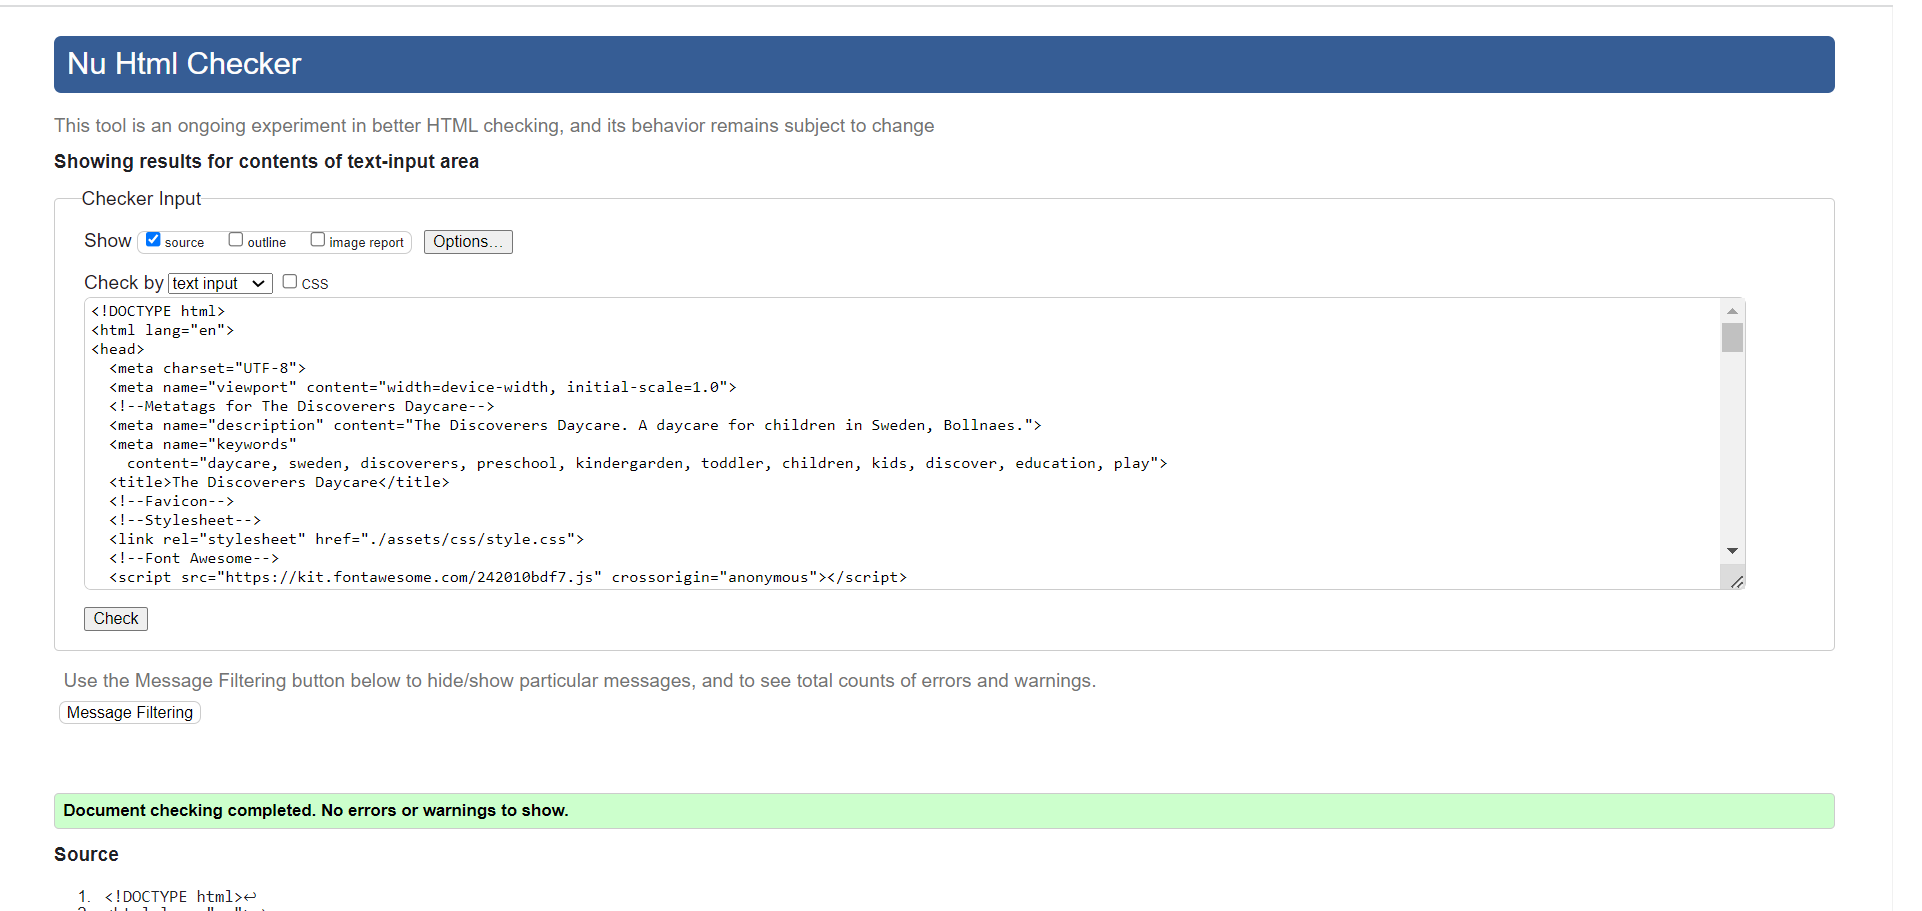 Nu Html Checker
This tool is an ongoing experiment in better HTML checking, and its behavior remains subject to change
Showing results for contents of text-input area
Checker Input
Show source outline image report Options...
Check by text input CSS
<!DOCTYPE html>
<html lang="en">
<head>
  <meta charset="UTF-8">
  <meta name="viewport" content="width=device-width, initial-scale=1.0">
  <!--Metatags for The Discoverers Daycare-->
  <meta name="description" content="The Discoverers Daycare. A daycare for children in Sweden, Bollnaes.">
  <meta name="keywords"
    content="daycare, sweden, discoverers, preschool, kindergarden, toddler, children, kids, discover, education, play">
  <title>The Discoverers Daycare</title>
  <!--Favicon-->
  <!--Stylesheet-->
  <link rel="stylesheet" href="./assets/css/style.css">
  <!--Font Awesome-->
  <script src="https://kit.fontawesome.com/242010bdf7.js" crossorigin="anonymous"></script>
Check
Use the Message Filtering button below to hide/show particular messages, and to see total counts of errors and warnings.
Message Filtering
Document checking completed. No errors or warnings to show.
Source
1. <!DOCTYPE html>↩